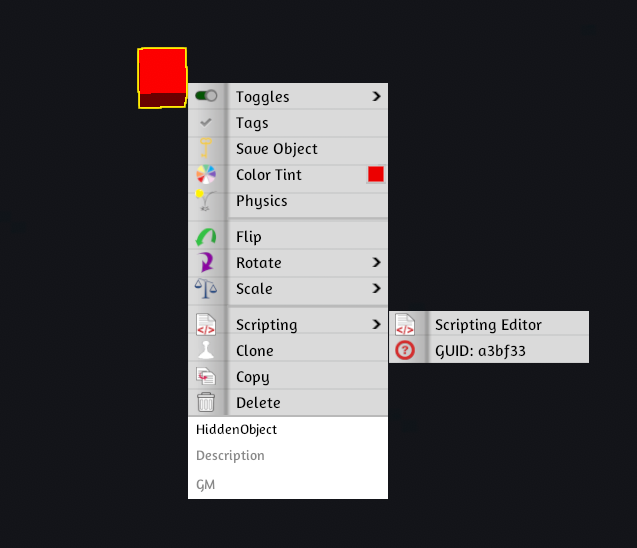 Toggles
Tags
Save Object
Color Tint
Physics
Flip
Rotate
Scale
Scripting
Clone
Copy
Delete
HiddenObject
Description
GM
Scripting Editor
GUID: a3bf33